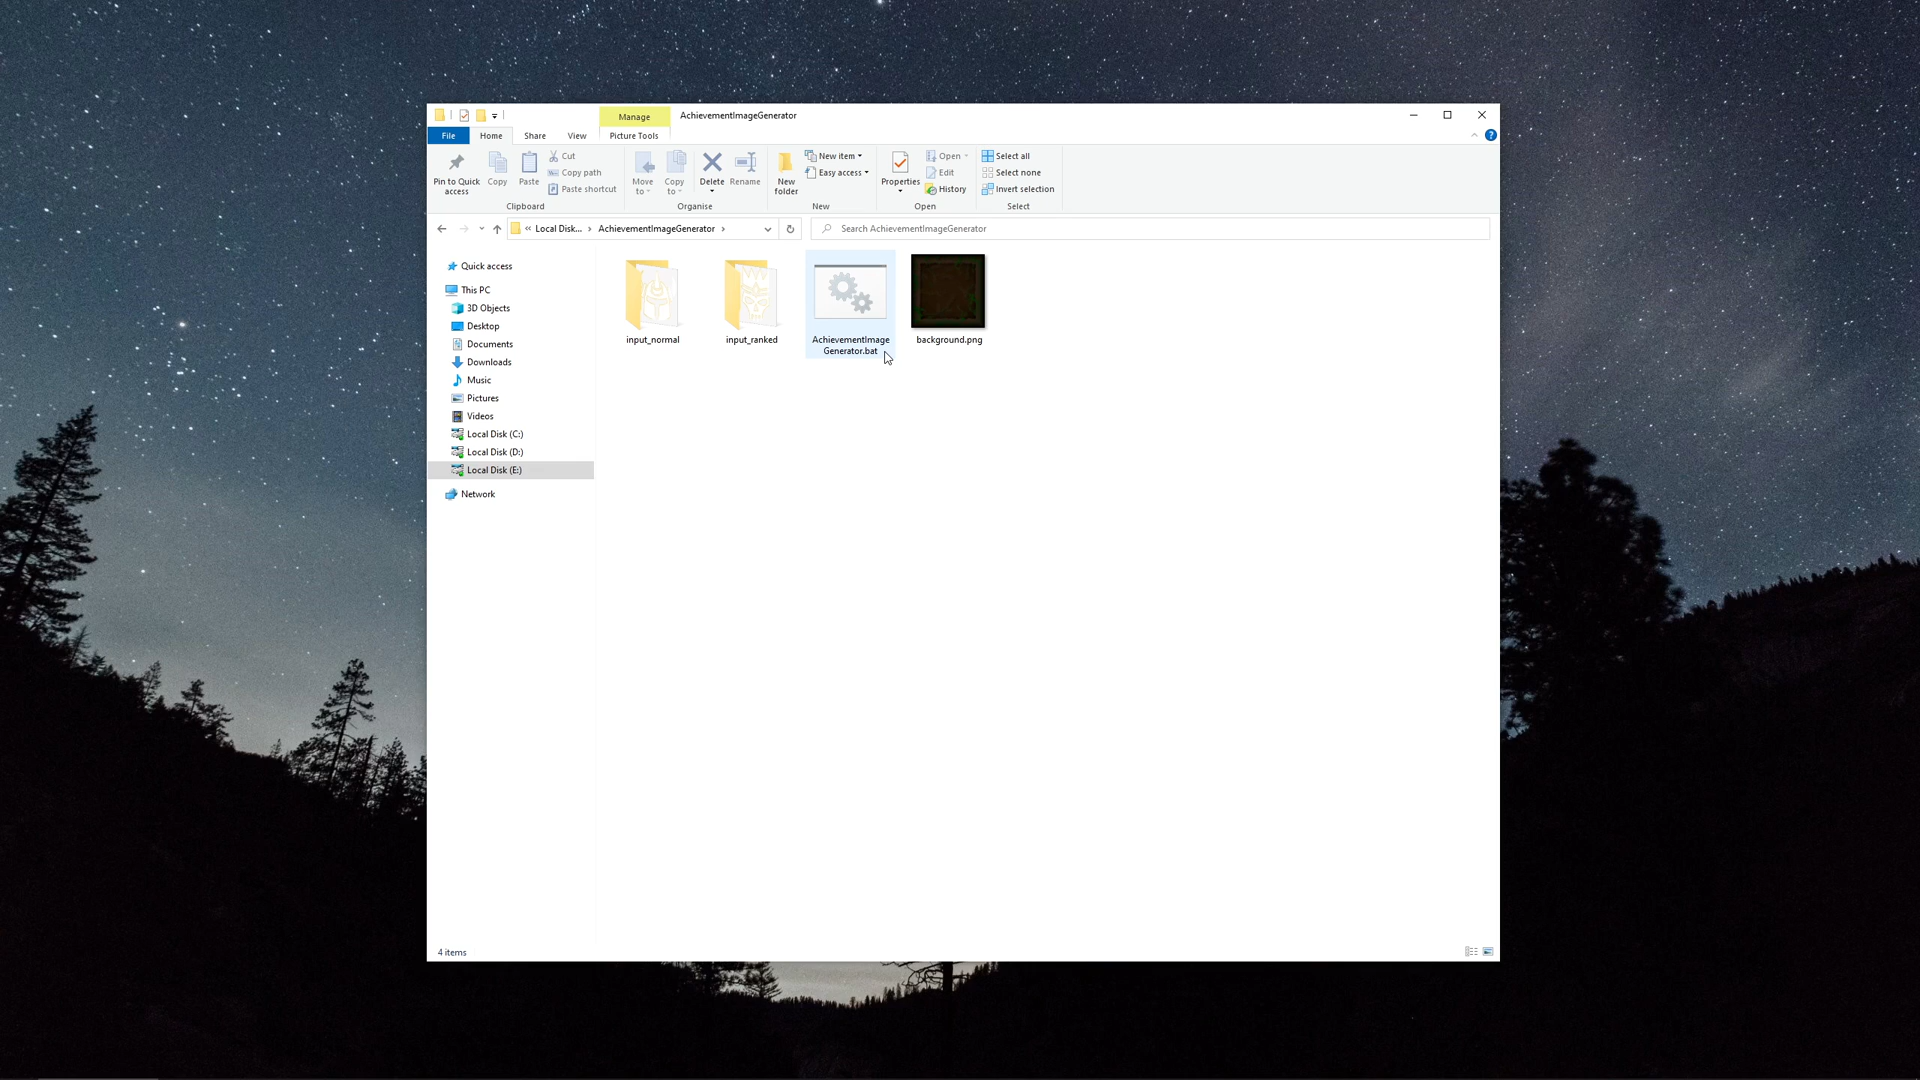 Manage
AchievementImageGenerator
File
Home
Share
View
Picture Tools
Pin to Quick
access
Copy
Paste
Cut
Copy path
Paste shortcut
Clipboard
Move
to
Copy
to
Delete
Rename
Organise
New
folder
New item
Easy access
New
Properties
Open
Edit
History
Open
Select all
Select none
Invert selection
Select
« Local Disk... › AchievementImageGenerator ›
Search AchievementImageGenerator
Quick access
This PC
3D Objects
Desktop
Documents
Downloads
Music
Pictures
Videos
Local Disk (C:)
Local Disk (D:)
Local Disk (E:)
Network
input_normal
input_ranked
AchievementImage
Generator.bat
background.png
4 items